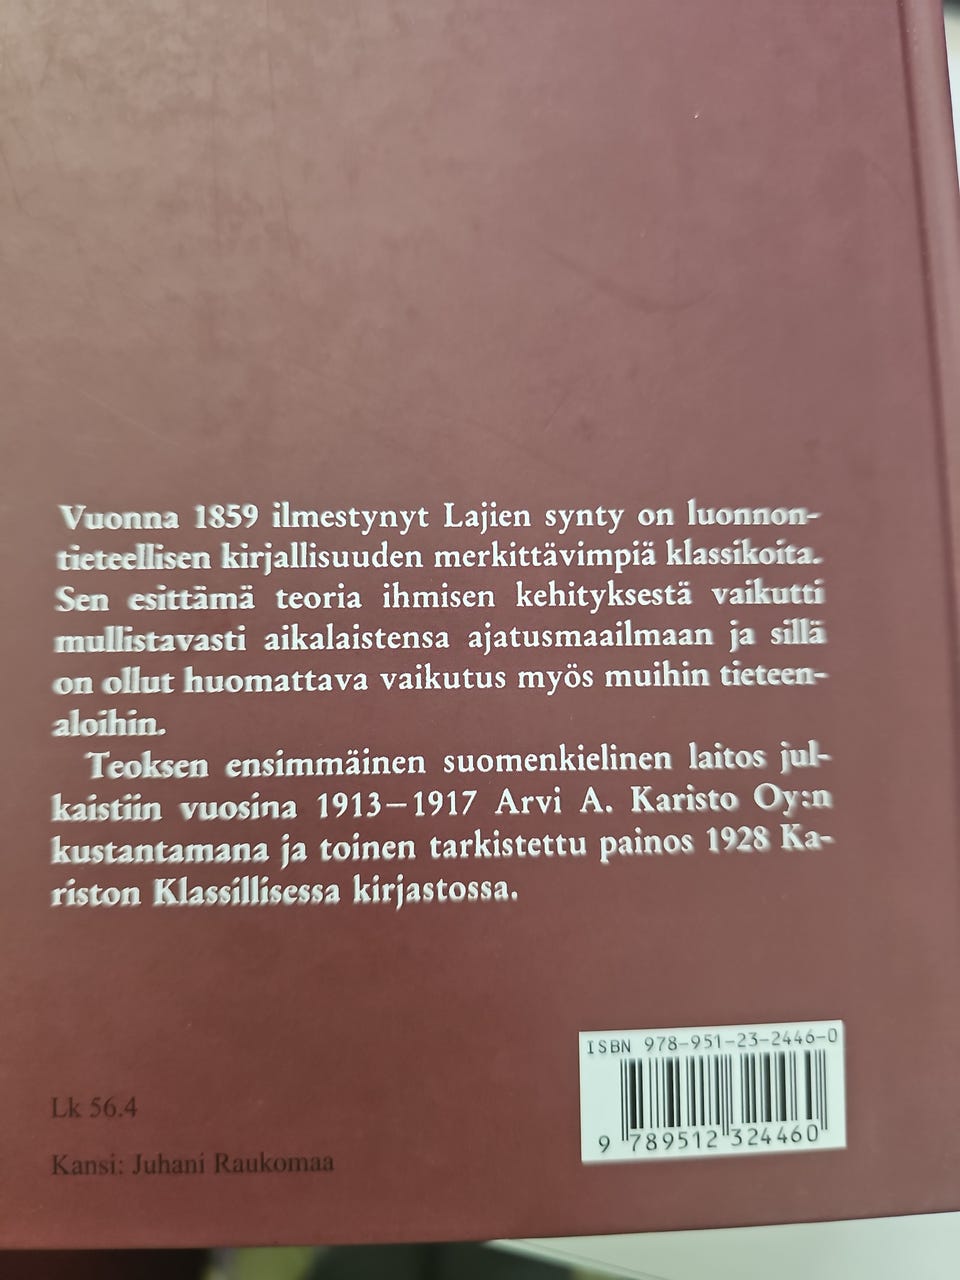 Vuonna 1859 ilmestynyt Lajien synty on luonnon-
tieteellisen kirjallisuuden merkittävimpiä klassikoita.
Sen esittämä teoria ihmisen kehityksestä vaikutti
mullistavasti aikalaistensa ajatusmaailmaan ja sillä
on ollut huomattava vaikutus myös muihin tieteen-
aloihin.
Teoksen ensimmäinen suomenkielinen laitos jul-
kaistiin vuosina 1913–1917 Arvi A. Karisto Oy:n
kustantamana ja toinen tarkistettu painos 1928 Ka-
riston Klassillisessa kirjastossa.
ISBN 978-951-23-2446-0
9 789512 324460
Lk 56.4
Kansi: Juhani Raukomaa